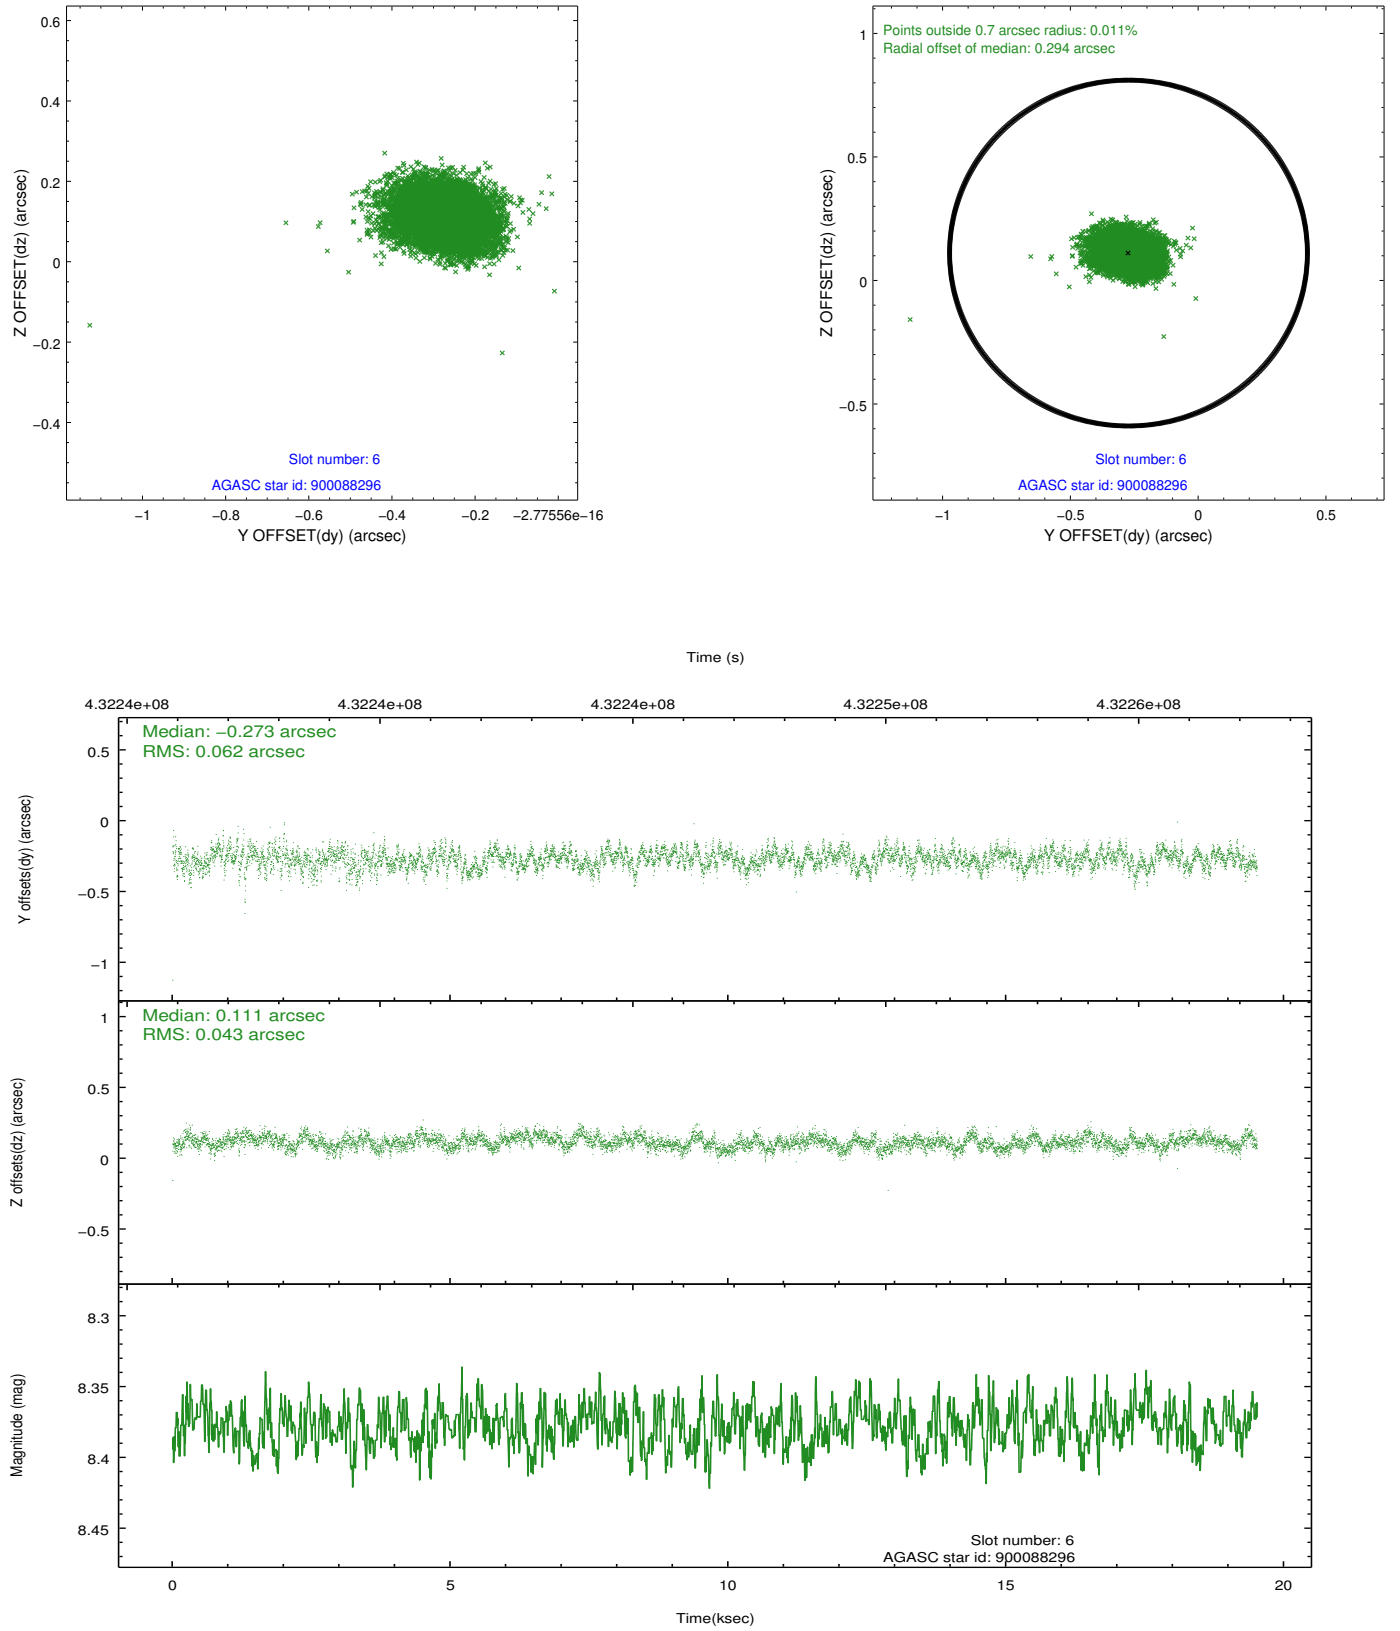 0.6
0.4
0.2
0
−0.2
−0.4
Z OFFSET(dz) (arcsec)
Slot number: 6
AGASC star id: 900088296
−1
−0.8
−0.6
−0.4
−0.2
−2.77556e−16
Y OFFSET(dy) (arcsec)
Points outside 0.7 arcsec radius: 0.011%
Radial offset of median: 0.294 arcsec
1
0.5
0
−0.5
Z OFFSET(dz) (arcsec)
Slot number: 6
AGASC star id: 900088296
−1
−0.5
0
0.5
Y OFFSET(dy) (arcsec)
Time (s)
4.3224e+08
4.3224e+08
4.3224e+08
4.3225e+08
4.3226e+08
Median: −0.273 arcsec
RMS: 0.062 arcsec
0.5
0
−0.5
−1
Y offsets(dy) (arcsec)
Median: 0.111 arcsec
RMS: 0.043 arcsec
1
0.5
0
−0.5
Z offsets(dz) (arcsec)
8.3
8.35
8.4
8.45
Magnitude (mag)
Slot number: 6
AGASC star id: 900088296
0
5
10
15
20
Time(ksec)